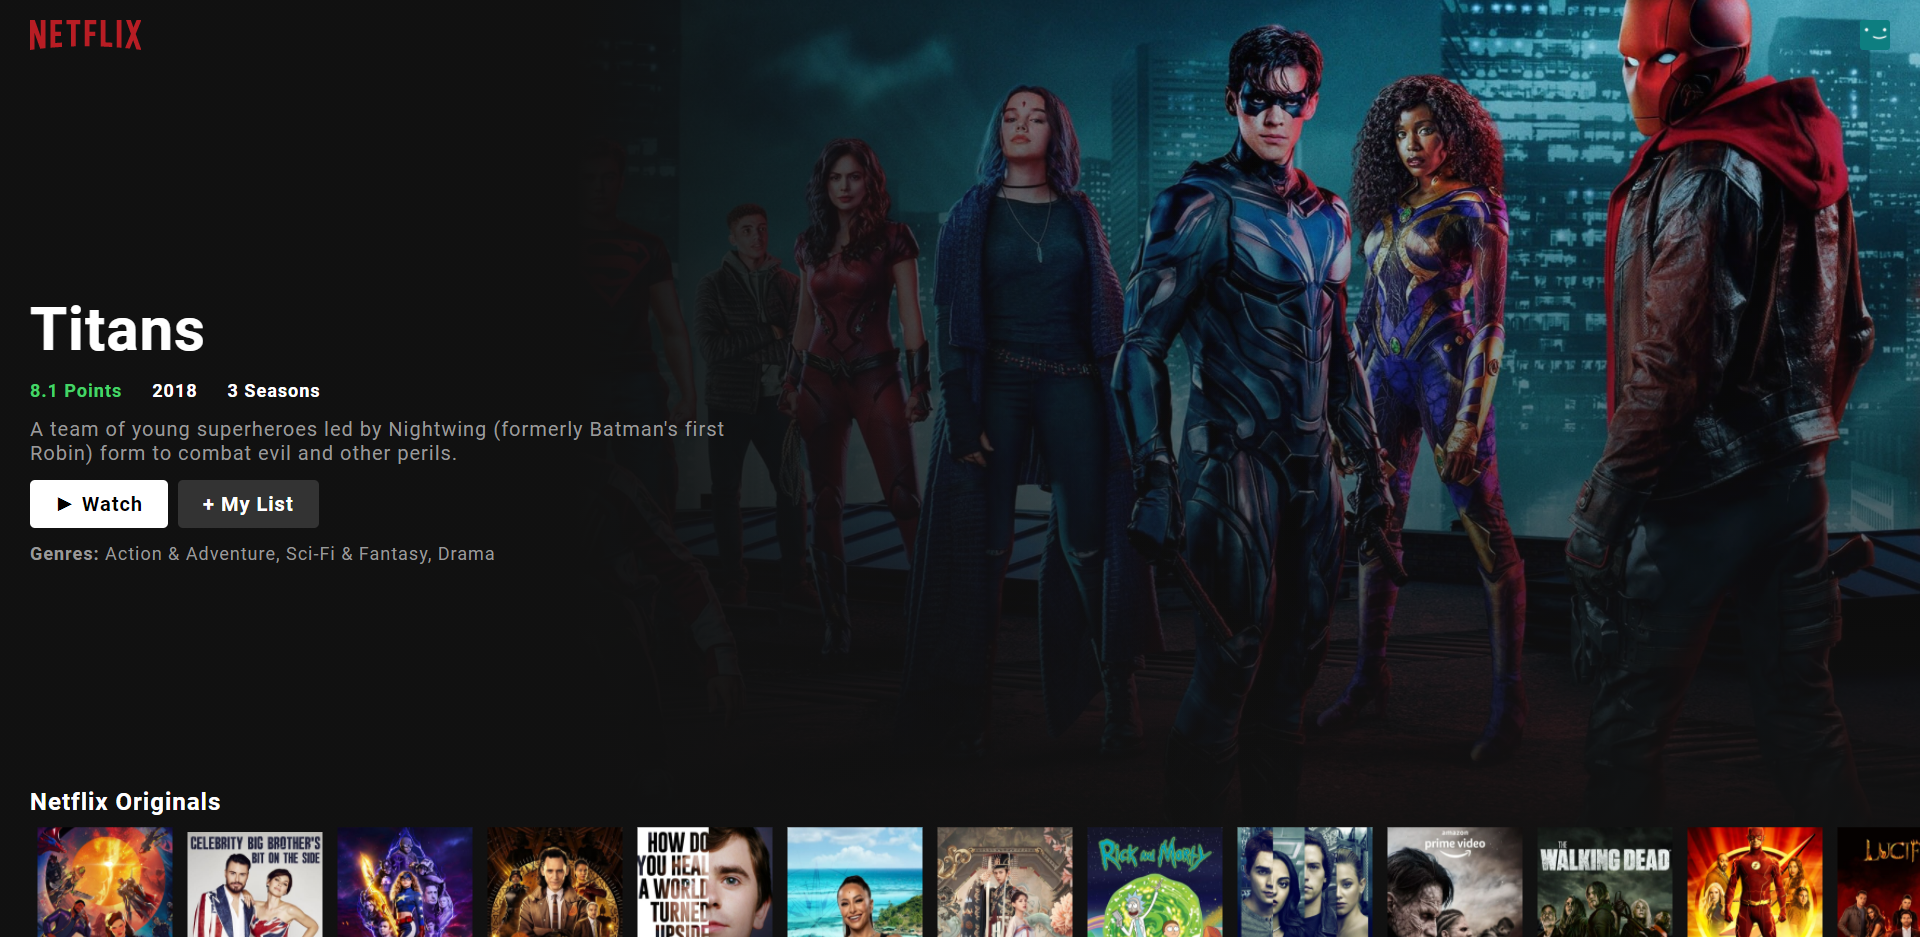 NETFLIX
Titans
8.1 Points 2018 3 Seasons
A team of young superheroes led by Nightwing (formerly Batman's first
Robin) form to combat evil and other perils.
► Watch + My List
Genres: Action & Adventure, Sci-Fi & Fantasy, Drama
Netflix Originals
CELEBRITY BIG BROTHER'S
BIT ON THE SIDE
HOW DO
YOU HEAL
A WORLD
TURNED
UPSIDE
Rick and Morty
amazon
prime video
THE
WALKING DEAD
LUCIF